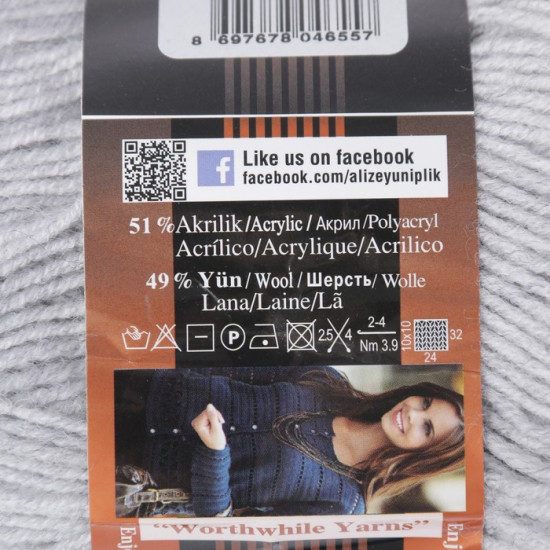 8 697678 046557
Like us on facebook
facebook.com/alizeyuniplik
51 % Akrilik/Acrylic/Акрил/Polyacryl
Acrílico/Acrylique/Acrilico
49 % Yün/Wool/Шерсть/Wolle
Lana/Laine/Lã
P 2.5 4 2-4 Nm 3.9 10x10 32 24
"Worthwhile Yarns"
Enj
Enj